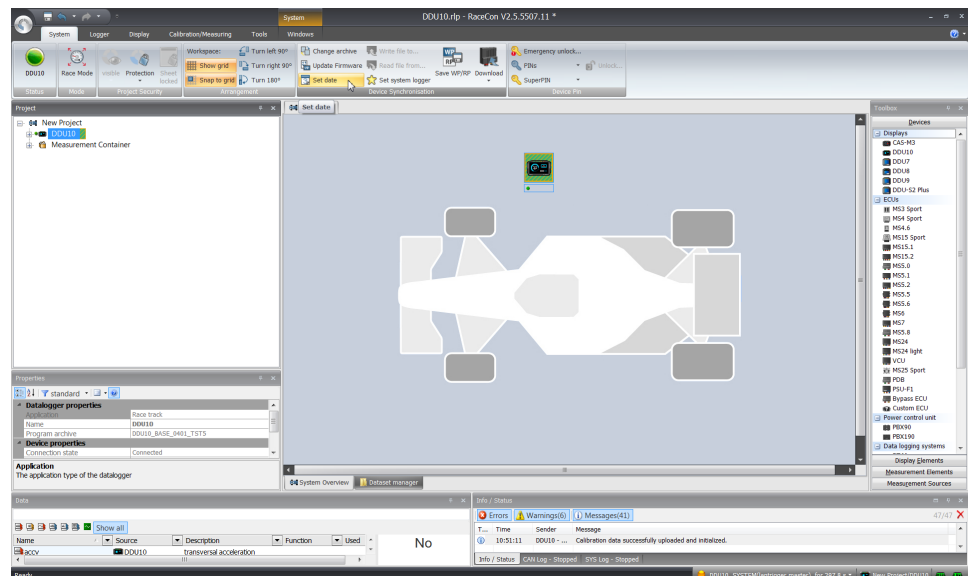 System
DDU10.rlp - RaceCon V2.5.5507.11 *
System Logger Display Calibration/Measuring Tools Windows
DDU10
Status
Race Mode
Mode
visible Protection Sheet locked
Project Security
Workspace:
Show grid
Snap to grid
Turn left 90°
Turn right 90°
Turn 180°
Arrangement
Change archive
Update Firmware
Set date
Write file to...
Read file from...
Set system logger
Save WP/RP
Download
Device Synchronisation
Emergency unlock...
PINs
Unlock...
SuperPIN
Device Pin
Project
New Project
DDU10
Measurement Container
Set date
Toolbox
Devices
Displays
CAS-M3
DDU10
DDU7
DDU8
DDU9
DDU-S2 Plus
ECUs
MS3 Sport
MS4 Sport
MS4.6
MS15 Sport
MS15.1
MS15.2
MS5.0
MS5.1
MS5.2
MS5.5
MS5.6
MS6
MS7
MS5.8
MS24
MS24 light
VCU
MS25 Sport
PDB
PSU-F1
Bypass ECU
Custom ECU
Power control unit
PBX90
PBX190
Data logging systems
Display Elements
Measurement Elements
Measurement Sources
Properties
standard
Datalogger properties
Application Race track
Name DDU10
Program archive DDU10_BASE_0401_TST5
Device properties
Connection state Connected
Application
The application type of the datalogger
System Overview Dataset manager
Data
Show all
Name Source Description Function Used
accv DDU10 transversal acceleration
No
Info / Status
Errors Warnings(6) Messages(41) 47/47
T... Time Sender Message
10:51:11 DDU10 - ... Calibration data successfully uploaded and initialized.
Info / Status CAN Log - Stopped SYS Log - Stopped
Ready
New Project/DDU10